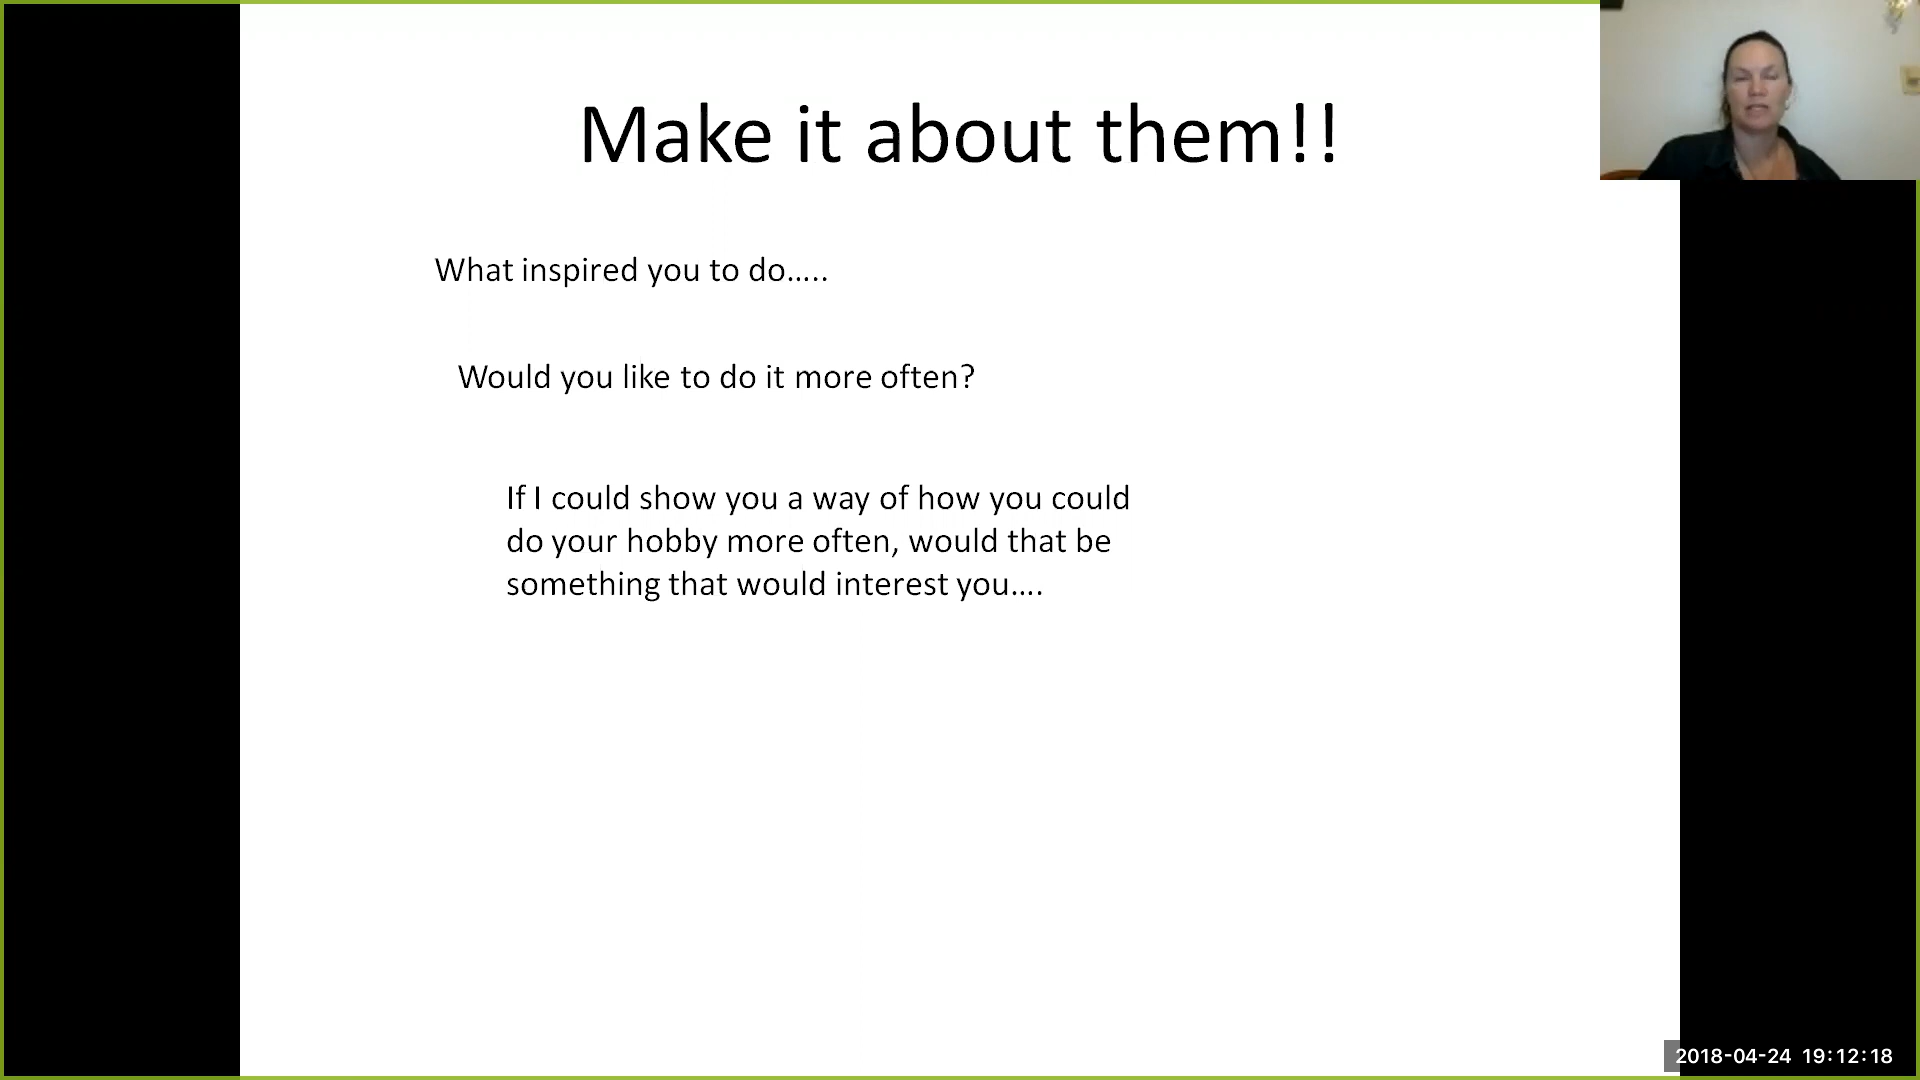 Make it about them!!
What inspired you to do.....
Would you like to do it more often?
If I could show you a way of how you could
do your hobby more often, would that be
something that would interest you....
2018-04-24 19:12:18